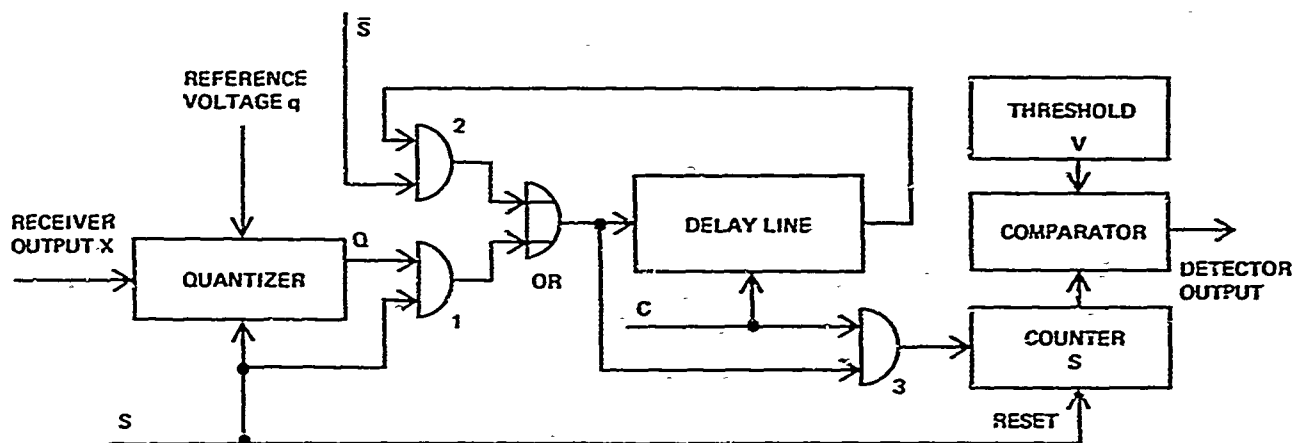 S̅
REFERENCE
VOLTAGE q
2
THRESHOLD
V
RECEIVER
OUTPUT X
Q
QUANTIZER
DELAY LINE
COMPARATOR
OR
DETECTOR
OUTPUT
1
C
COUNTER
S
3
S
RESET